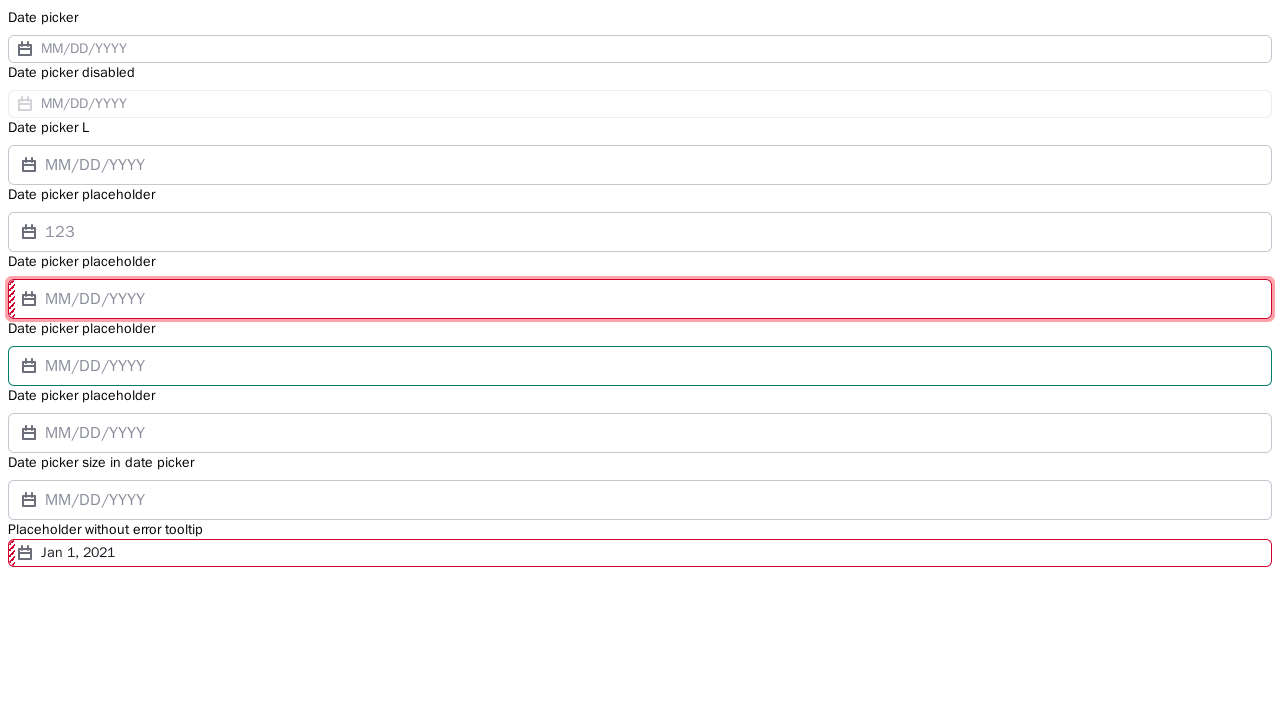 Date picker
MM/DD/YYYY
Date picker disabled
MM/DD/YYYY
Date picker L
MM/DD/YYYY
Date picker placeholder
123
Date picker placeholder
MM/DD/YYYY
Date picker placeholder
MM/DD/YYYY
Date picker placeholder
MM/DD/YYYY
Date picker size in date picker
MM/DD/YYYY
Placeholder without error tooltip
Jan 1, 2021